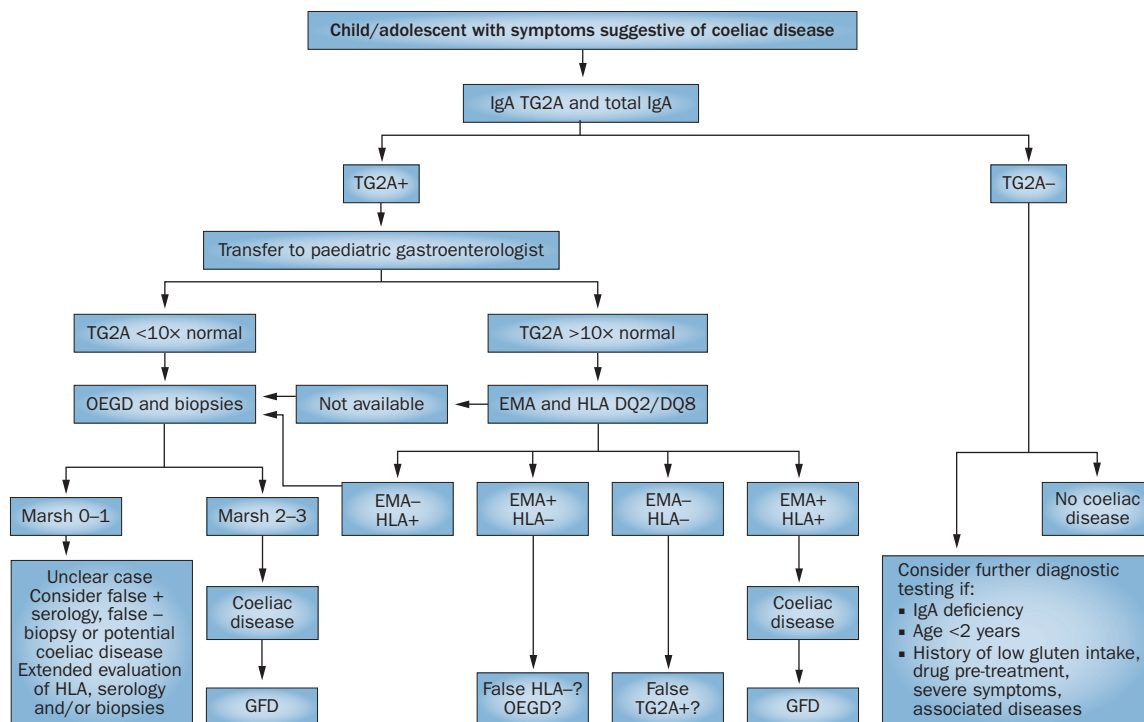 Child/adolescent with symptoms suggestive of coeliac disease
IgA TG2A and total IgA
TG2A+
TG2A–
Transfer to paediatric gastroenterologist
TG2A <10× normal
TG2A >10× normal
OEGD and biopsies
Not available
EMA and HLA DQ2/DQ8
Marsh 0–1
Marsh 2–3
EMA–
HLA+
EMA+
HLA–
EMA–
HLA–
EMA+
HLA+
No coeliac
disease
Unclear case
Consider false +
serology, false –
biopsy or potential
coeliac disease
Extended evaluation
of HLA, serology
and/or biopsies
Coeliac
disease
GFD
False HLA–?
OEGD?
False
TG2A+?
Coeliac
disease
GFD
Consider further diagnostic
testing if:
▪ IgA deficiency
▪ Age <2 years
▪ History of low gluten intake,
drug pre-treatment,
severe symptoms,
associated diseases